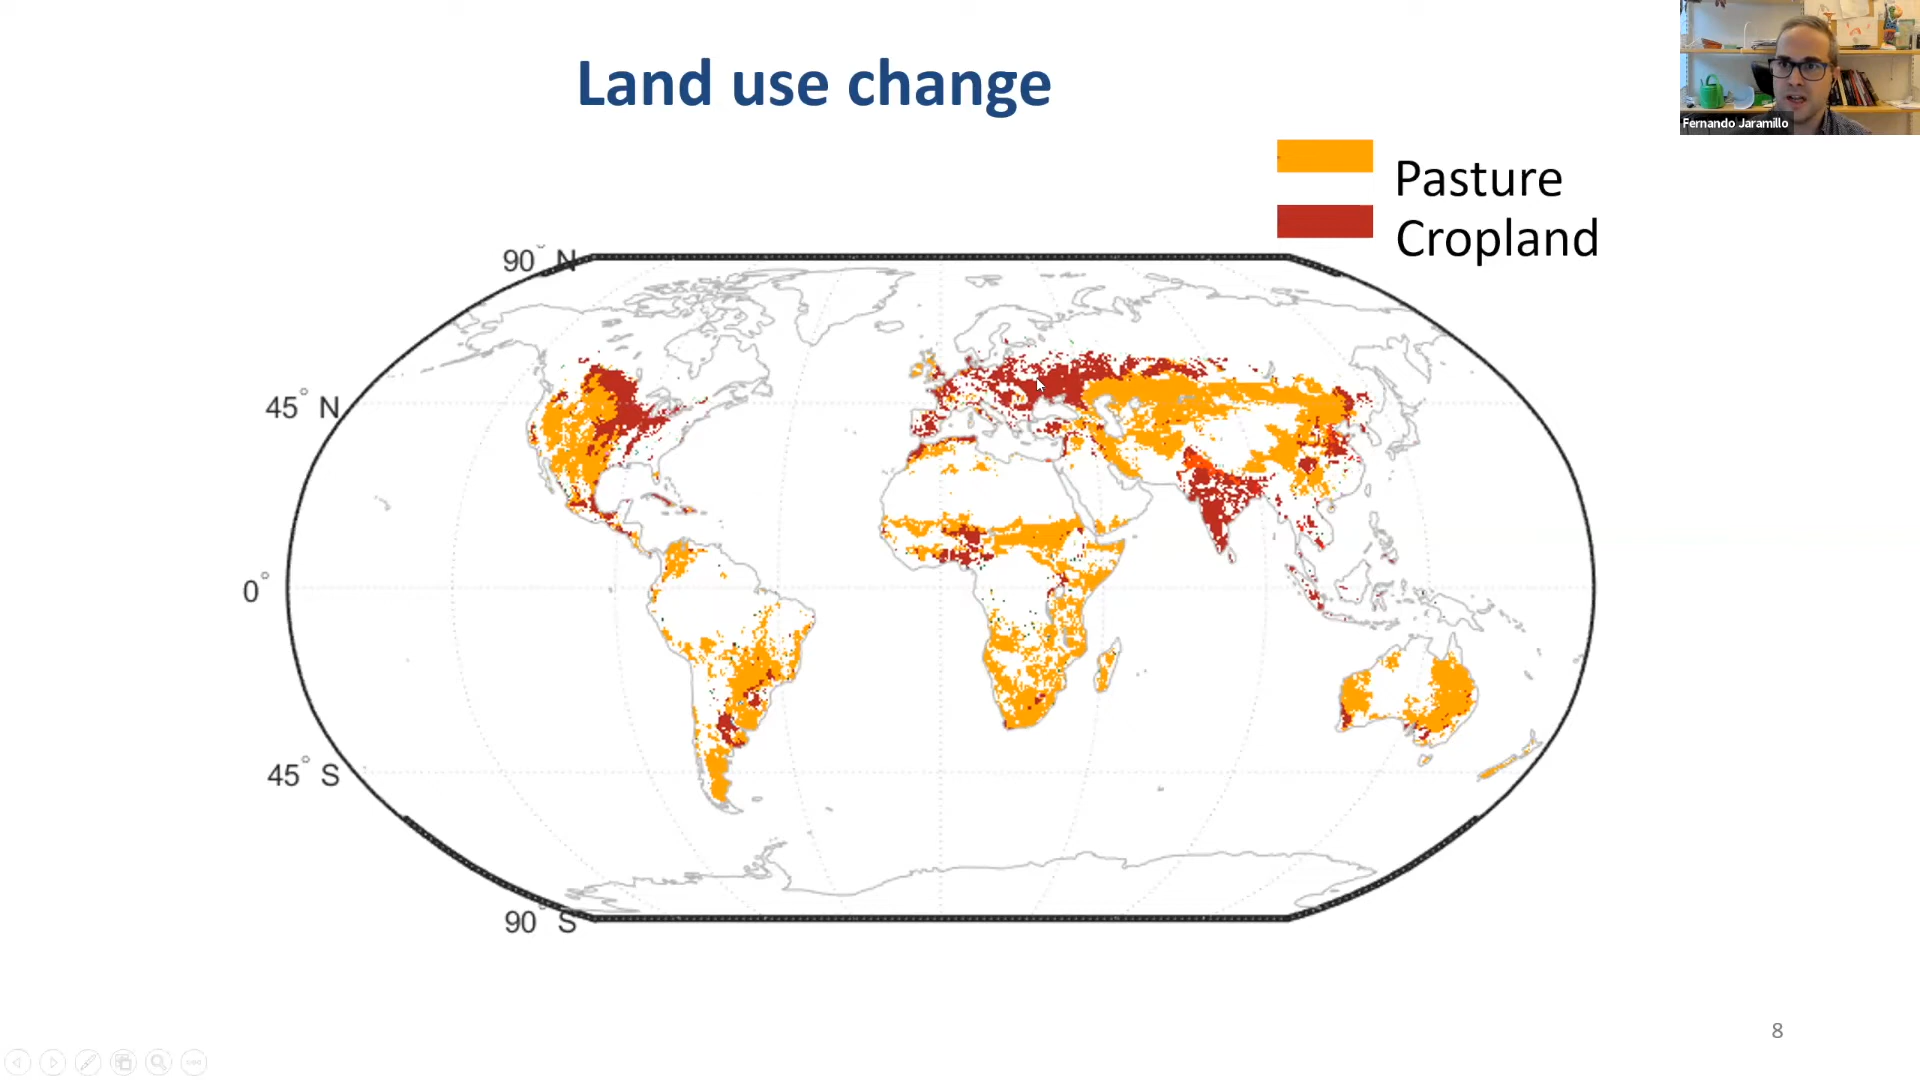 Land use change
Fernando Jaramillo
Pasture
Cropland
90° N
45° N
0°
45° S
90° S
8